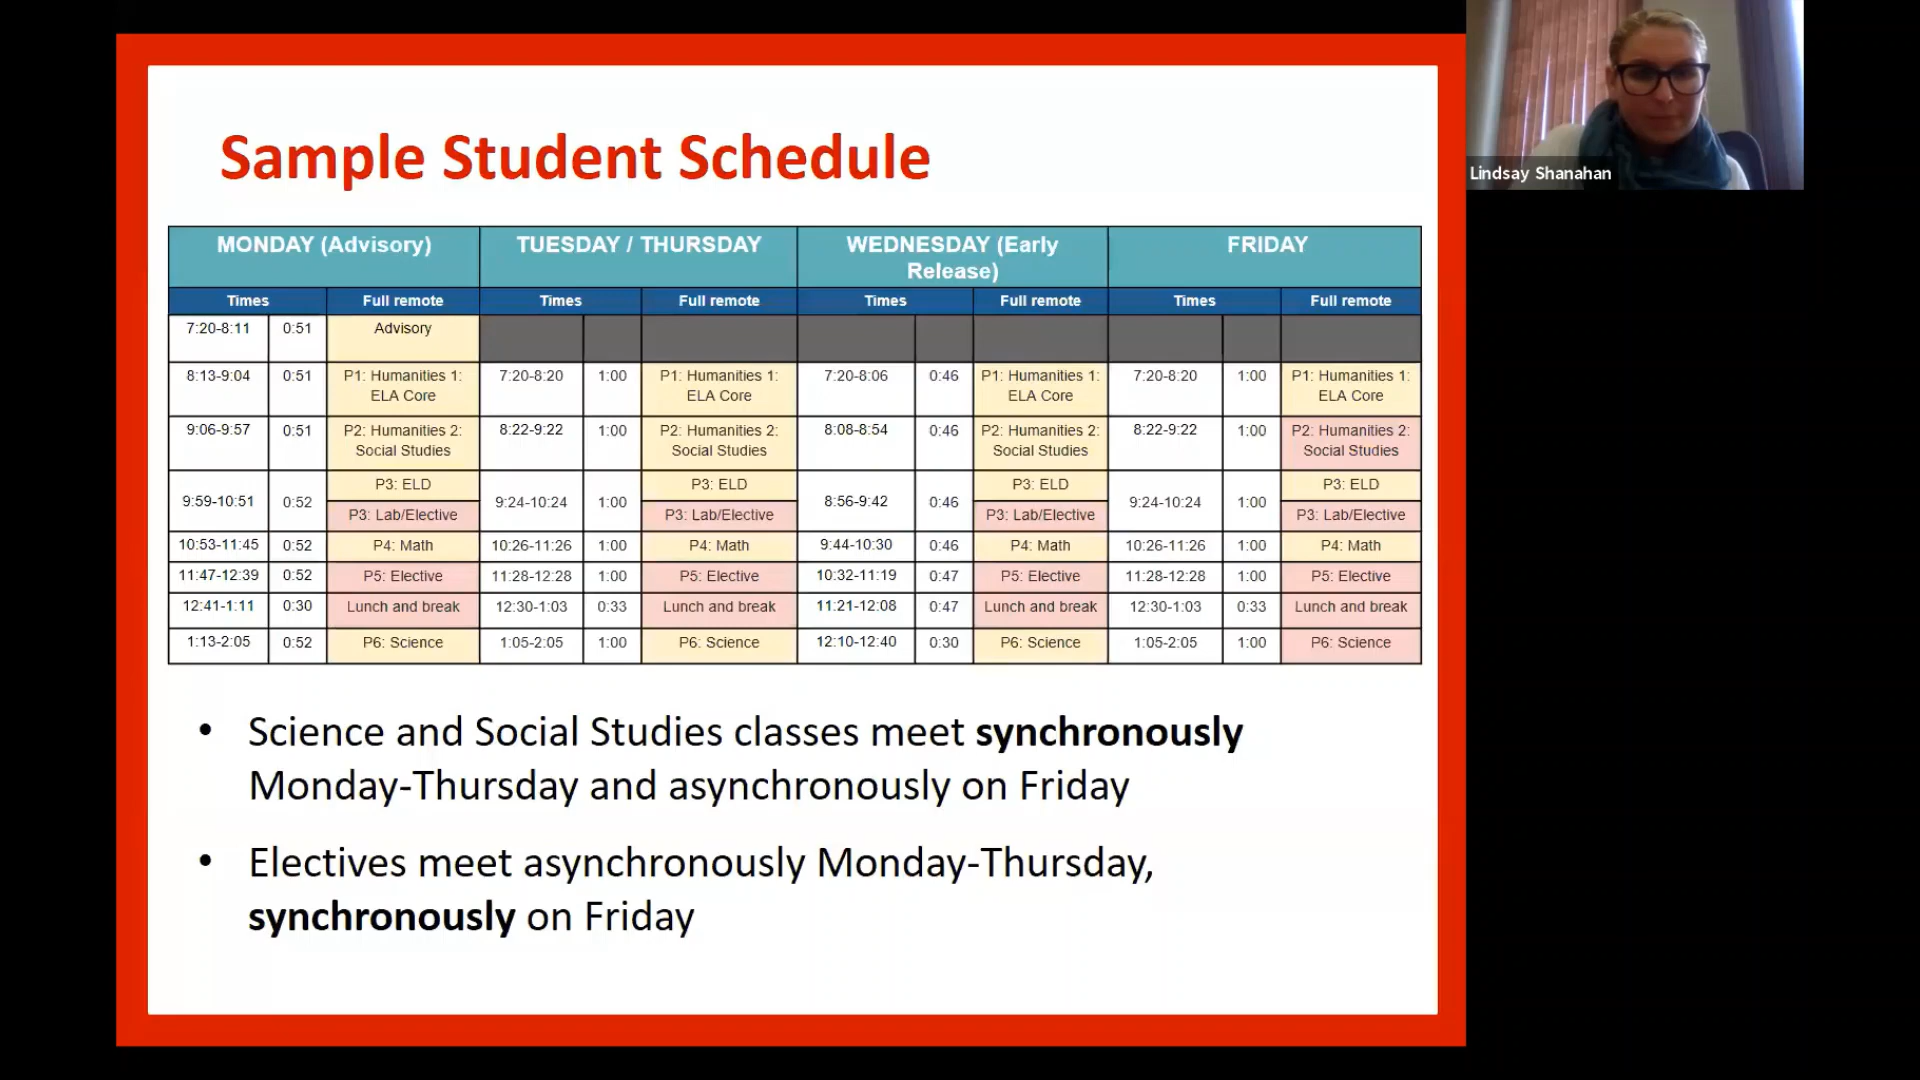 Sample Student Schedule
Lindsay Shanahan
MONDAY (Advisory) TUESDAY / THURSDAY WEDNESDAY (Early Release) FRIDAY
Times Full remote Times Full remote Times Full remote Times Full remote
7:20-8:11 0:51 Advisory
8:13-9:04 0:51 P1: Humanities 1: ELA Core 7:20-8:20 1:00 P1: Humanities 1: ELA Core 7:20-8:06 0:46 P1: Humanities 1: ELA Core 7:20-8:20 1:00 P1: Humanities 1: ELA Core
9:06-9:57 0:51 P2: Humanities 2: Social Studies 8:22-9:22 1:00 P2: Humanities 2: Social Studies 8:08-8:54 0:46 P2: Humanities 2: Social Studies 8:22-9:22 1:00 P2: Humanities 2: Social Studies
9:59-10:51 0:52 P3: ELD 9:24-10:24 1:00 P3: ELD 8:56-9:42 0:46 P3: ELD 9:24-10:24 1:00 P3: ELD
P3: Lab/Elective P3: Lab/Elective P3: Lab/Elective P3: Lab/Elective
10:53-11:45 0:52 P4: Math 10:26-11:26 1:00 P4: Math 9:44-10:30 0:46 P4: Math 10:26-11:26 1:00 P4: Math
11:47-12:39 0:52 P5: Elective 11:28-12:28 1:00 P5: Elective 10:32-11:19 0:47 P5: Elective 11:28-12:28 1:00 P5: Elective
12:41-1:11 0:30 Lunch and break 12:30-1:03 0:33 Lunch and break 11:21-12:08 0:47 Lunch and break 12:30-1:03 0:33 Lunch and break
1:13-2:05 0:52 P6: Science 1:05-2:05 1:00 P6: Science 12:10-12:40 0:30 P6: Science 1:05-2:05 1:00 P6: Science
• Science and Social Studies classes meet synchronously
Monday-Thursday and asynchronously on Friday
• Electives meet asynchronously Monday-Thursday,
synchronously on Friday